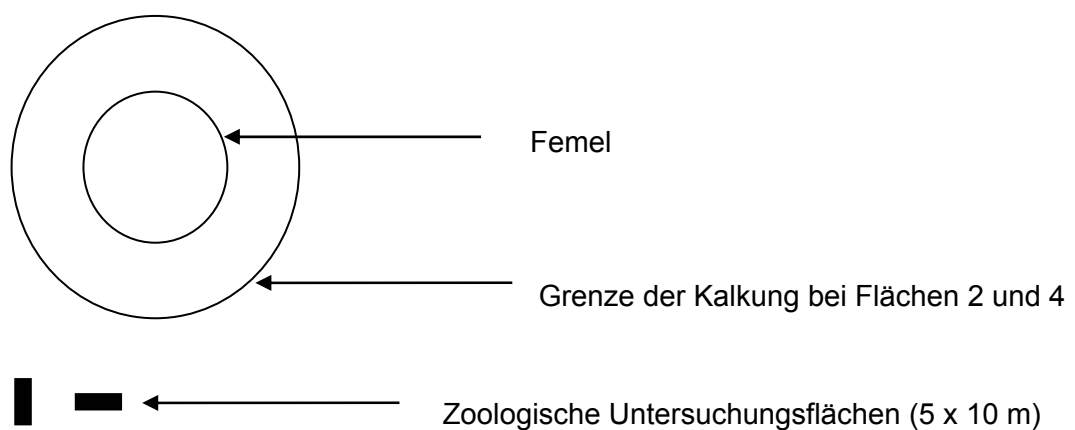 Femel
Grenze der Kalkung bei Flächen 2 und 4
Zoologische Untersuchungsflächen (5 x 10 m)